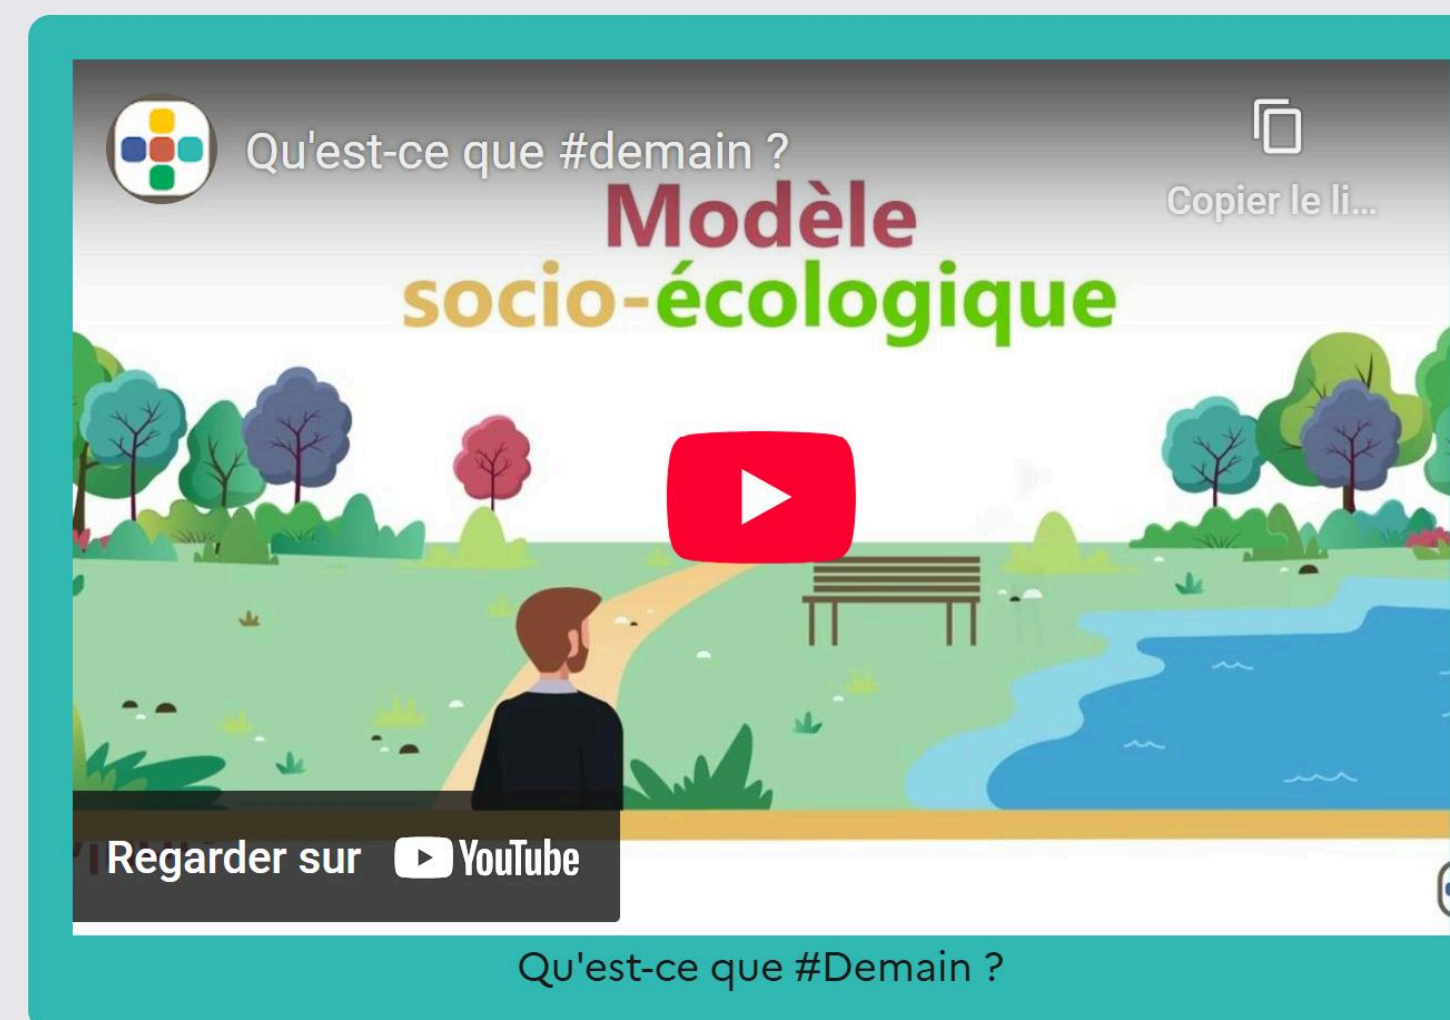 Qu'est-ce que #demain ?
Copier le li...
Modèle
socio-écologique
Regarder sur YouTube
Qu'est-ce que #Demain ?